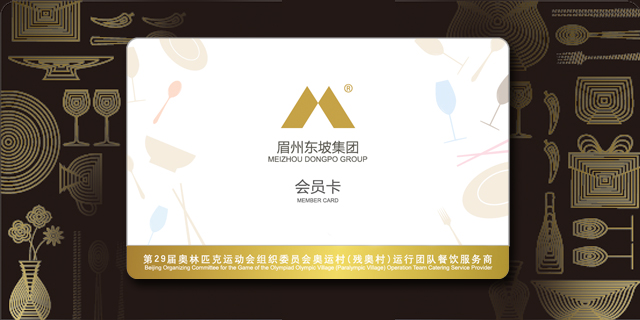 ®
眉州东坡集团
MEIZHOU DONGPO GROUP
会员卡
MEMBER CARD
第29届奥林匹克运动会组织委员会奥运村(残奥村)运行团队餐饮服务商
Beijing Organizing Committee for the Game of the Olympiad Olympic Village (Paralympic Village) Operation Team Catering Service Provider